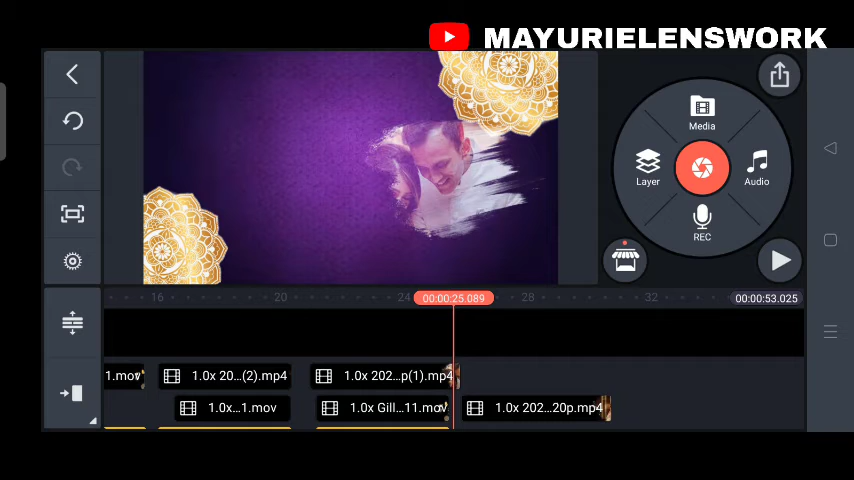 MAYURIELENSWORK
Media
Layer
Audio
REC
16
20
24
00:00:25.089
28
32
00:00:53.025
1.mov
1.0x 20...(2).mp4
1.0x 202...p(1).mp4
1.0x...1.mov
1.0x Gill...11.mov
1.0x 202...20p.mp4